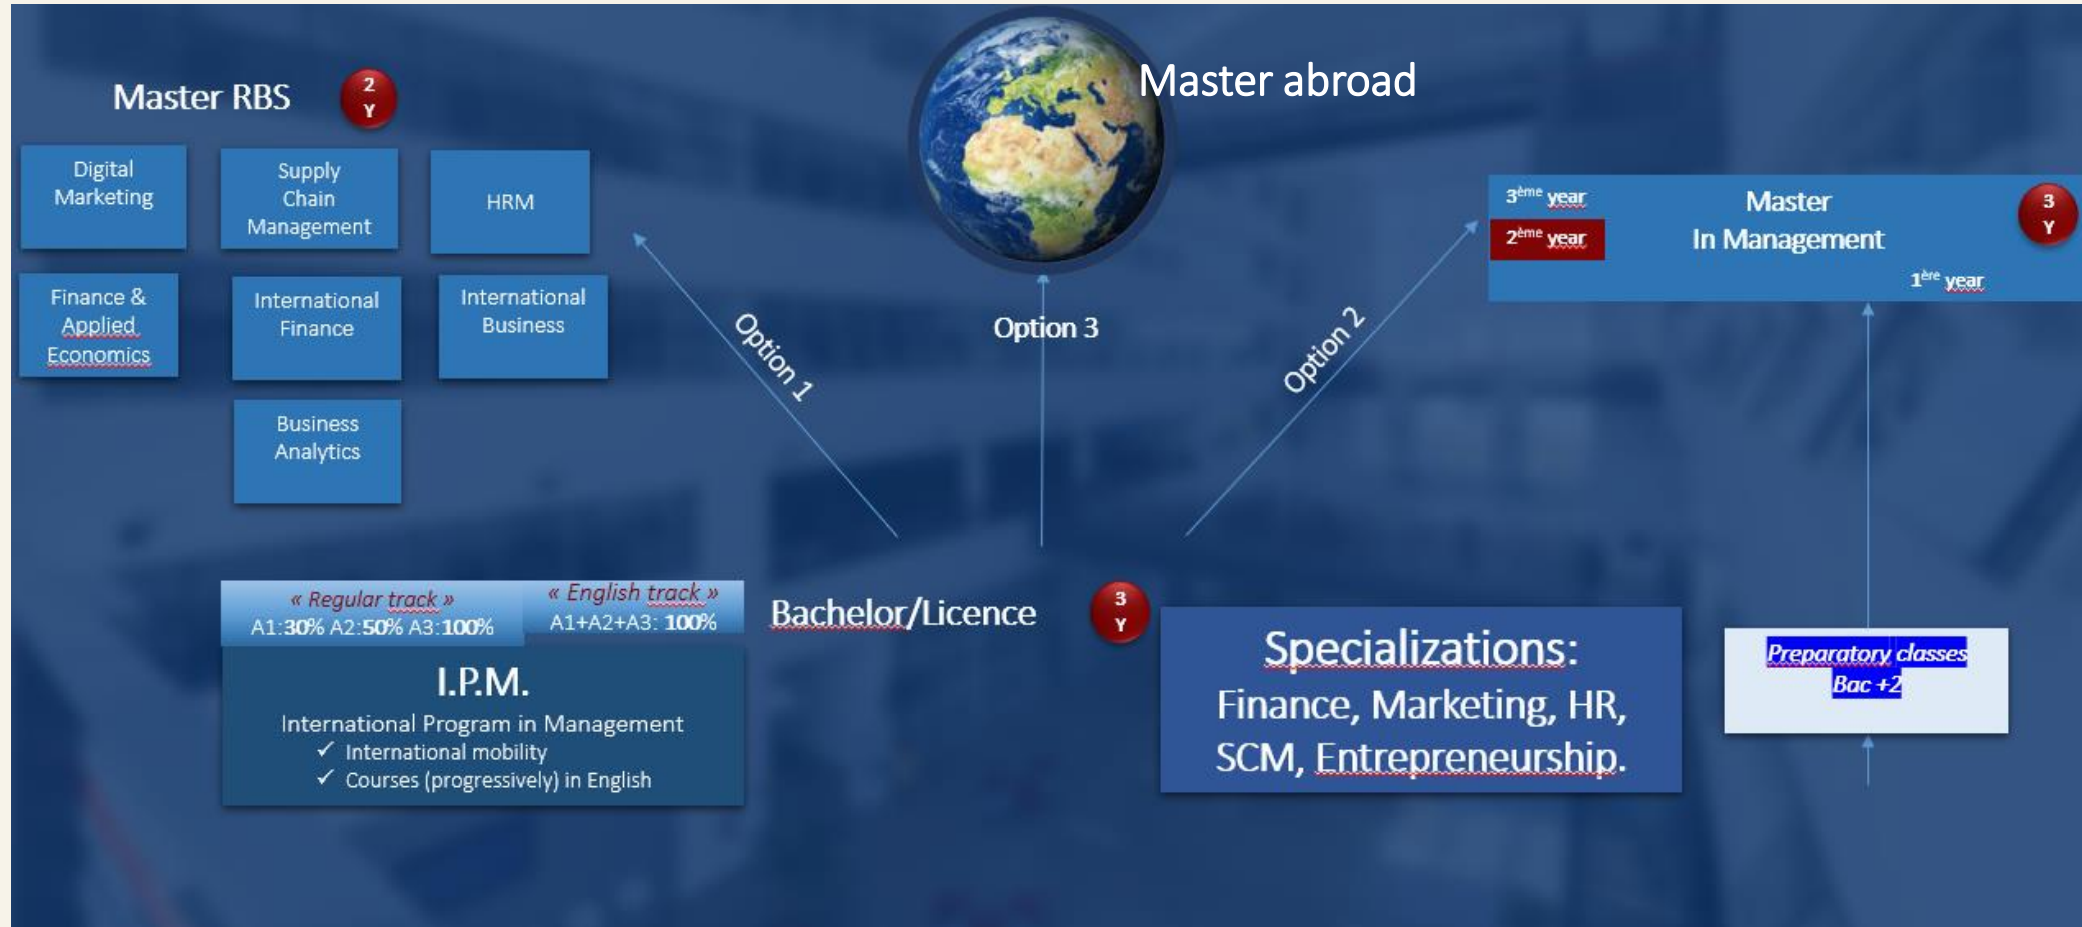 Master abroad
Master RBS
2
Y
Digital
Marketing
Supply
Chain
Management
HRM
Finance &
Applied
Economics
International
Finance
International
Business
Business
Analytics
Option 1
Option 3
Option 2
3ème year
2ème year
Master
In Management
1ère year
3
Y
« Regular track »
A1:30% A2:50% A3:100%
« English track »
A1+A2+A3: 100%
I.P.M.
International Program in Management
✓ International mobility
✓ Courses (progressively) in English
Bachelor/Licence
3
Y
Specializations:
Finance, Marketing, HR,
SCM, Entrepreneurship.
Preparatory classes
Bac +2